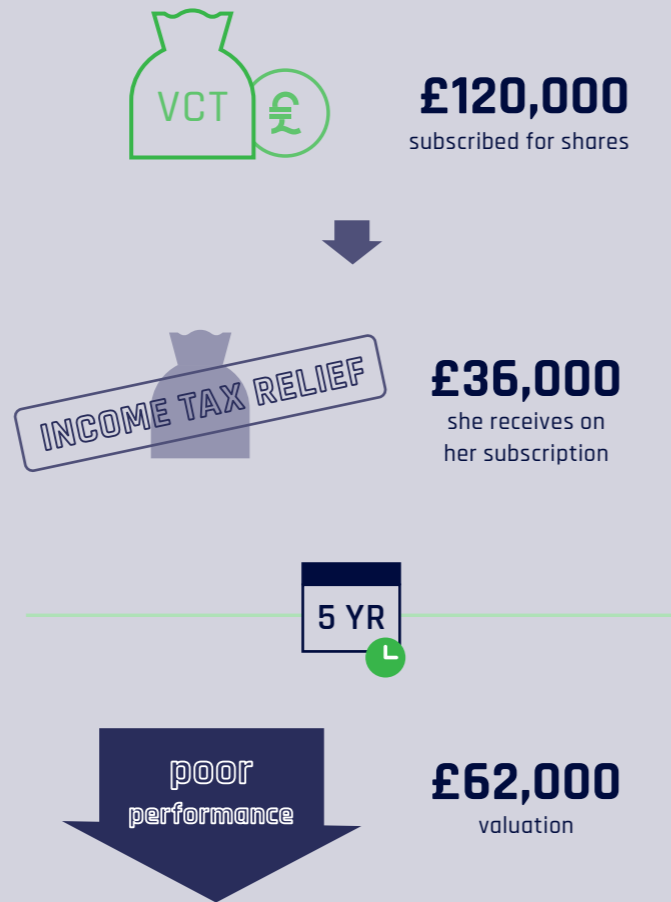 VCT
£
£120,000
subscribed for shares
INCOME TAX RELIEF
£36,000
she receives on
her subscription
5 YR
poor
performance
£62,000
valuation